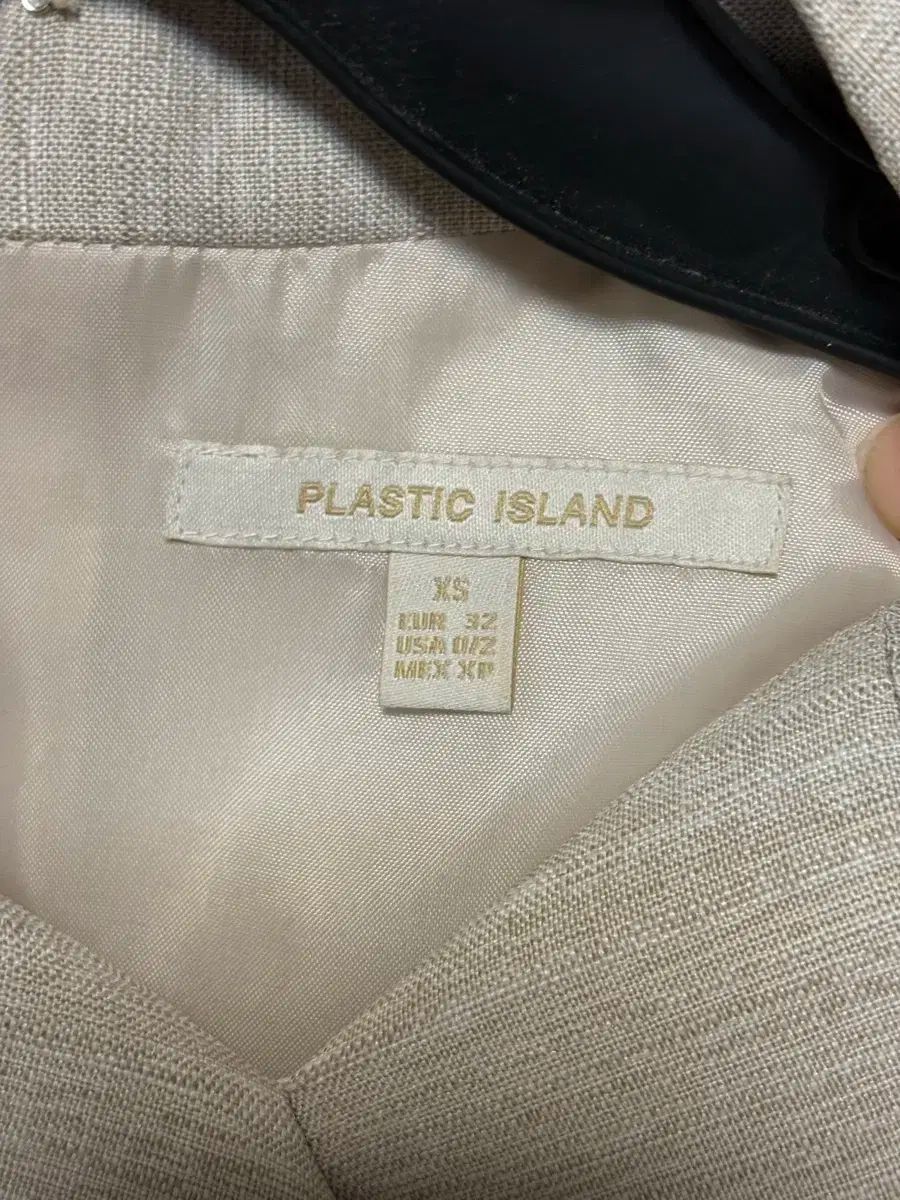 PLASTIC ISLAND
XS
EUR 32
USA 0/2
MEX XP